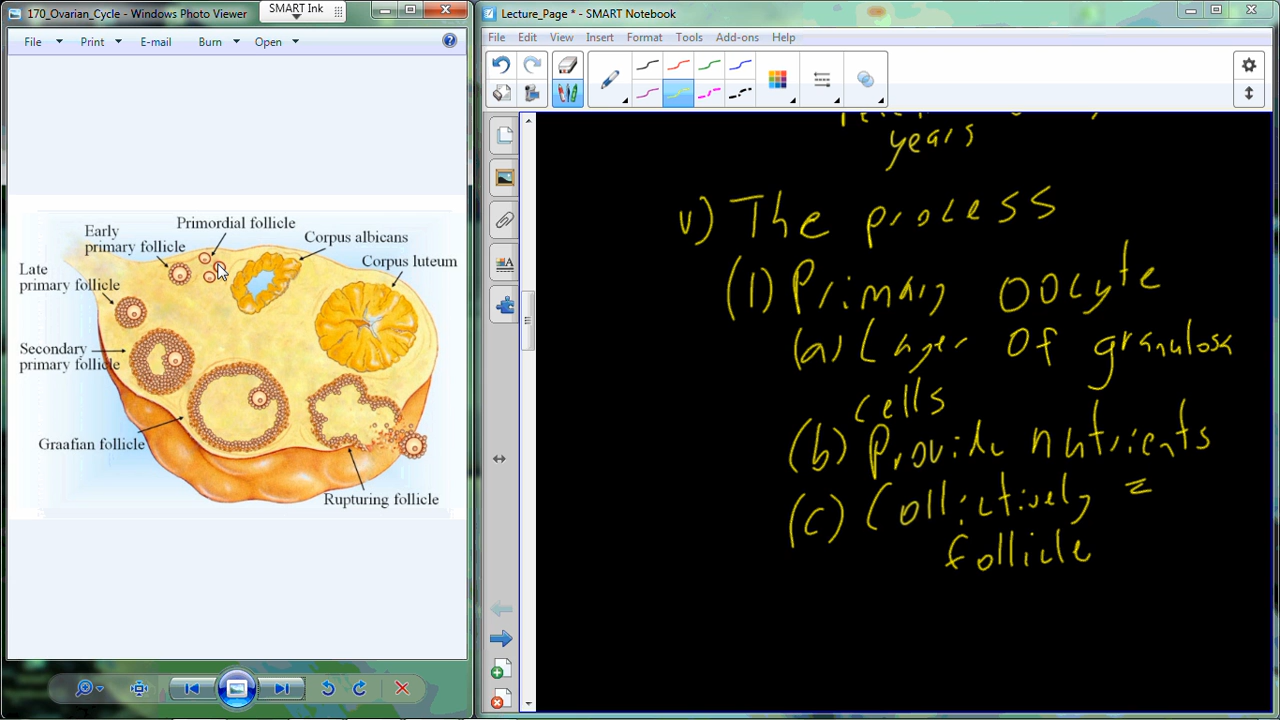 170_Ovarian_Cycle - Windows Photo Viewer
SMART Ink
File Print E-mail Burn Open
Primordial follicle
Early
primary follicle
Corpus albicans
Corpus luteum
Late
primary follicle
Secondary
primary follicle
Graafian follicle
Rupturing follicle
Lecture_Page * - SMART Notebook
File Edit View Insert Format Tools Add-ons Help
years
v) The process
(1) Primary oocyte
(a) Layer of granulosa
cells
(b) Provide nutrients
(c) Collictively =
follicle